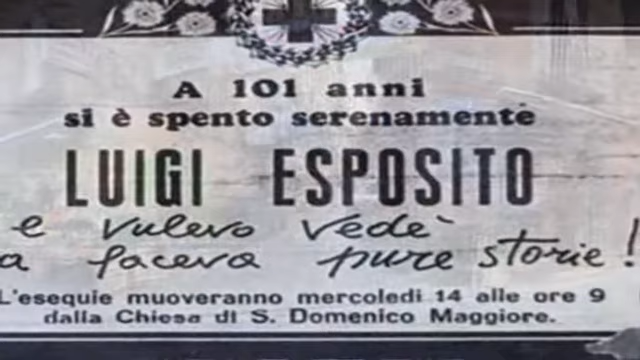 A 101 anni
si è spento serenamente
LUIGI ESPOSITO
e vulevo vedè
a faceva pure storie!
L'esequie muoveranno mercoledì 14 alle ore 9
dalla Chiesa di S. Domenico Maggiore.